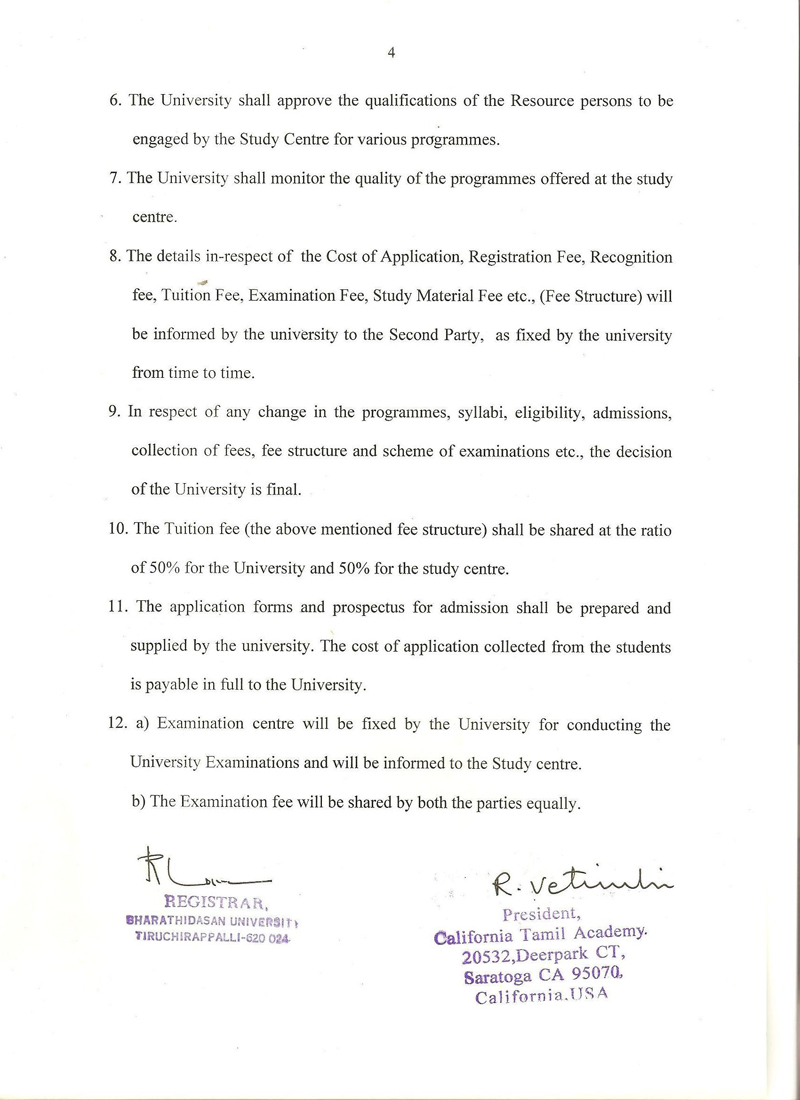 4
6. The University shall approve the qualifications of the Resource persons to be
engaged by the Study Centre for various programmes.
7. The University shall monitor the quality of the programmes offered at the study
centre.
8. The details in-respect of the Cost of Application, Registration Fee, Recognition
fee, Tuition Fee, Examination Fee, Study Material Fee etc., (Fee Structure) will
be informed by the university to the Second Party, as fixed by the university
from time to time.
9. In respect of any change in the programmes, syllabi, eligibility, admissions,
collection of fees, fee structure and scheme of examinations etc., the decision
of the University is final.
10. The Tuition fee (the above mentioned fee structure) shall be shared at the ratio
of 50% for the University and 50% for the study centre.
11. The application forms and prospectus for admission shall be prepared and
supplied by the university. The cost of application collected from the students
is payable in full to the University.
12. a) Examination centre will be fixed by the University for conducting the
University Examinations and will be informed to the Study centre.
b) The Examination fee will be shared by both the parties equally.
REGISTRAR,
BHARATHIDASAN UNIVERSITY
TIRUCHIRAPPALLI-620 024.
R.
President,
California Tamil Academy.
20532,Deerpark CT,
Saratoga CA 95070,
California.USA